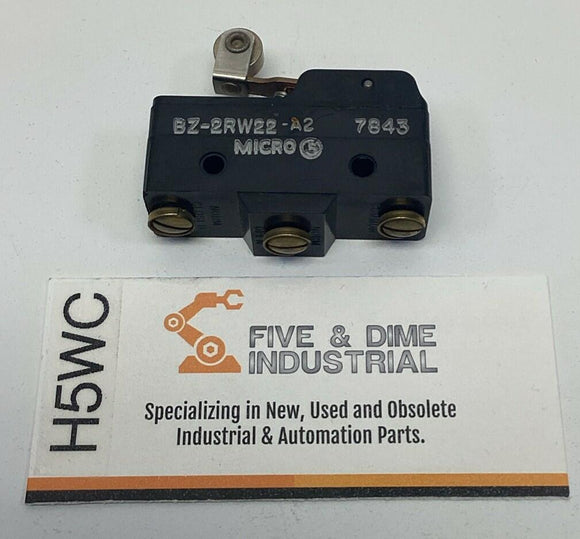 BZ-2RW22-A2 7843
MICRO
H5WC
FIVE & DIME
INDUSTRIAL
Specializing in New, Used and Obsolete
Industrial & Automation Parts.